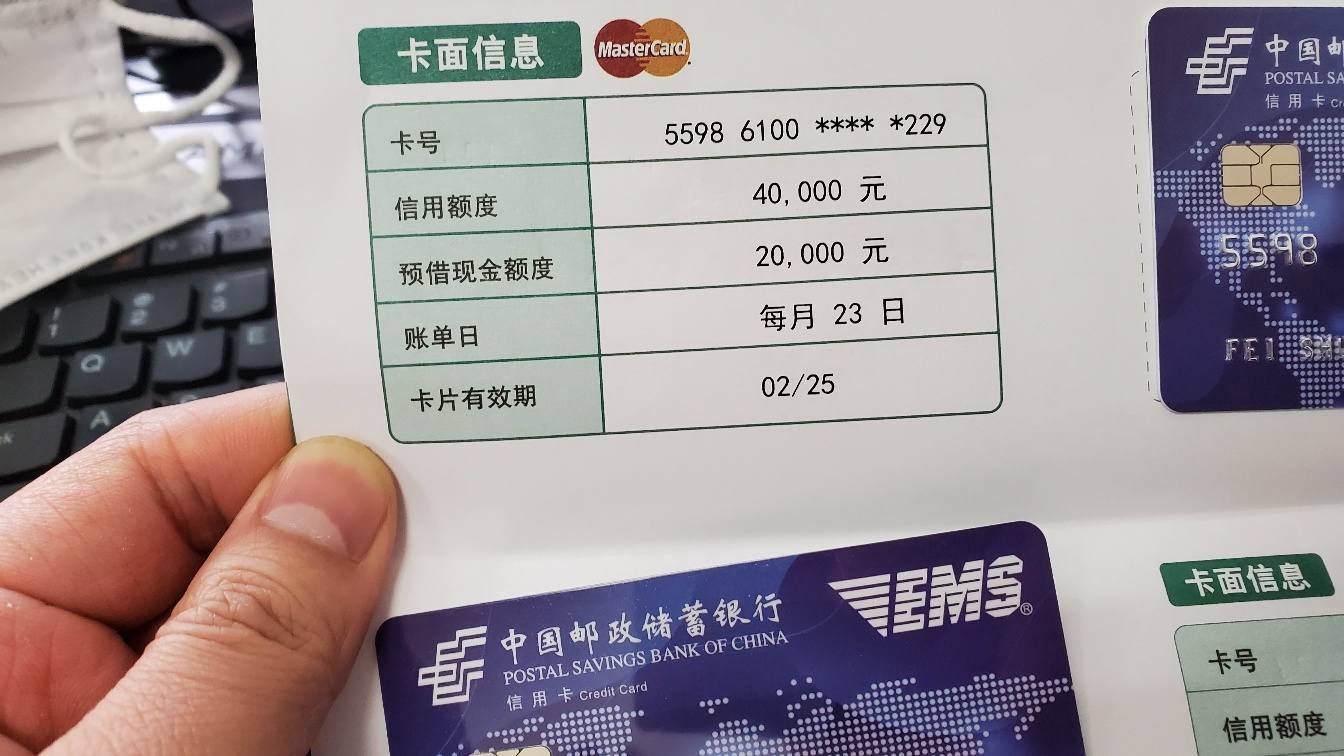 卡面信息
MasterCard
卡号 5598 6100 **** *229
信用额度 40,000 元
预借现金额度 20,000 元
账单日 每月 23 日
卡片有效期 02/25
中国邮
POSTAL SA
信用卡
5598
FEI
中国邮政储蓄银行
POSTAL SAVINGS BANK OF CHINA
信用卡 Credit Card
EMS®
卡面信息
卡号
信用额度
1
2
Q
W
E
A